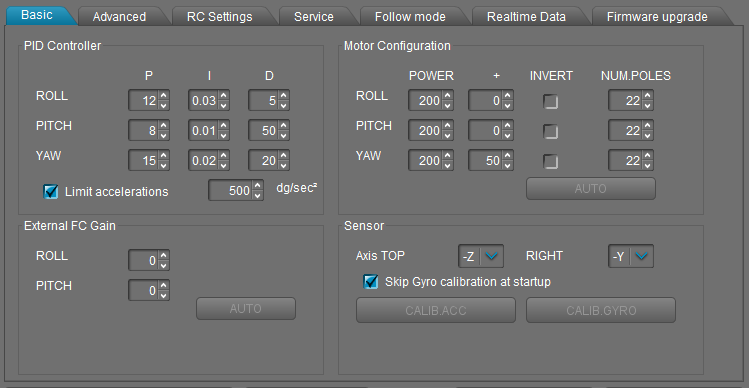 Basic Advanced RC Settings Service Follow mode Realtime Data Firmware upgrade
PID Controller
P I D
ROLL 12 0.03 5
PITCH 8 0.01 50
YAW 15 0.02 20
Limit accelerations 500 dg/sec²
Motor Configuration
POWER + INVERT NUM.POLES
ROLL 200 0 22
PITCH 200 0 22
YAW 200 50 22
AUTO
External FC Gain
ROLL 0
PITCH 0
AUTO
Sensor
Axis TOP -Z RIGHT -Y
Skip Gyro calibration at startup
CALIB.ACC CALIB.GYRO